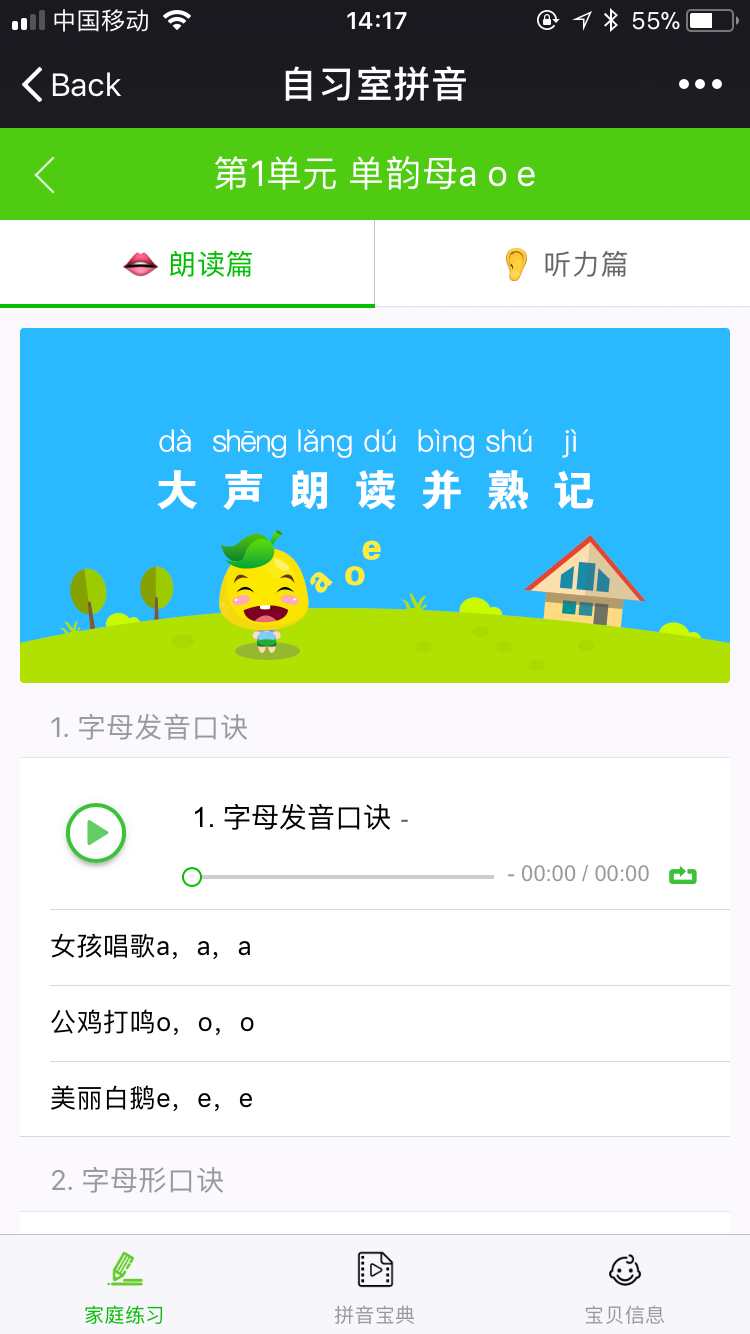 中国移动 14:17 55%
Back 自习室拼音
第1单元 单韵母a o e
朗读篇 听力篇
dà shēng lǎng dú bìng shú jì
大声朗读并熟记
a o e
1. 字母发音口诀
1. 字母发音口诀 -
- 00:00 / 00:00
女孩唱歌a，a，a
公鸡打鸣o，o，o
美丽白鹅e，e，e
2. 字母形口诀
家庭练习 拼音宝典 宝贝信息